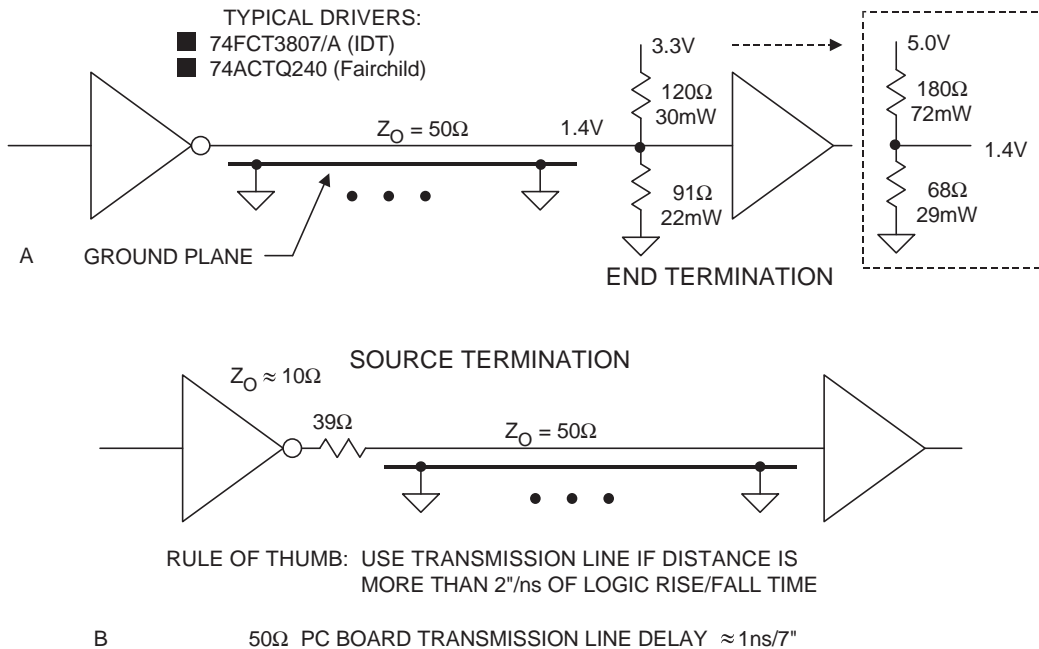 TYPICAL DRIVERS:
■ 74FCT3807/A (IDT)
■ 74ACTQ240 (Fairchild)
3.3V
5.0V
120Ω
30mW
180Ω
72mW
Z_O = 50Ω
1.4V
1.4V
91Ω
22mW
68Ω
29mW
A
GROUND PLANE
END TERMINATION
SOURCE TERMINATION
Z_O ≈ 10Ω
39Ω
Z_O = 50Ω
RULE OF THUMB: USE TRANSMISSION LINE IF DISTANCE IS
MORE THAN 2"/ns OF LOGIC RISE/FALL TIME
B
50Ω PC BOARD TRANSMISSION LINE DELAY ≈ 1ns/7"